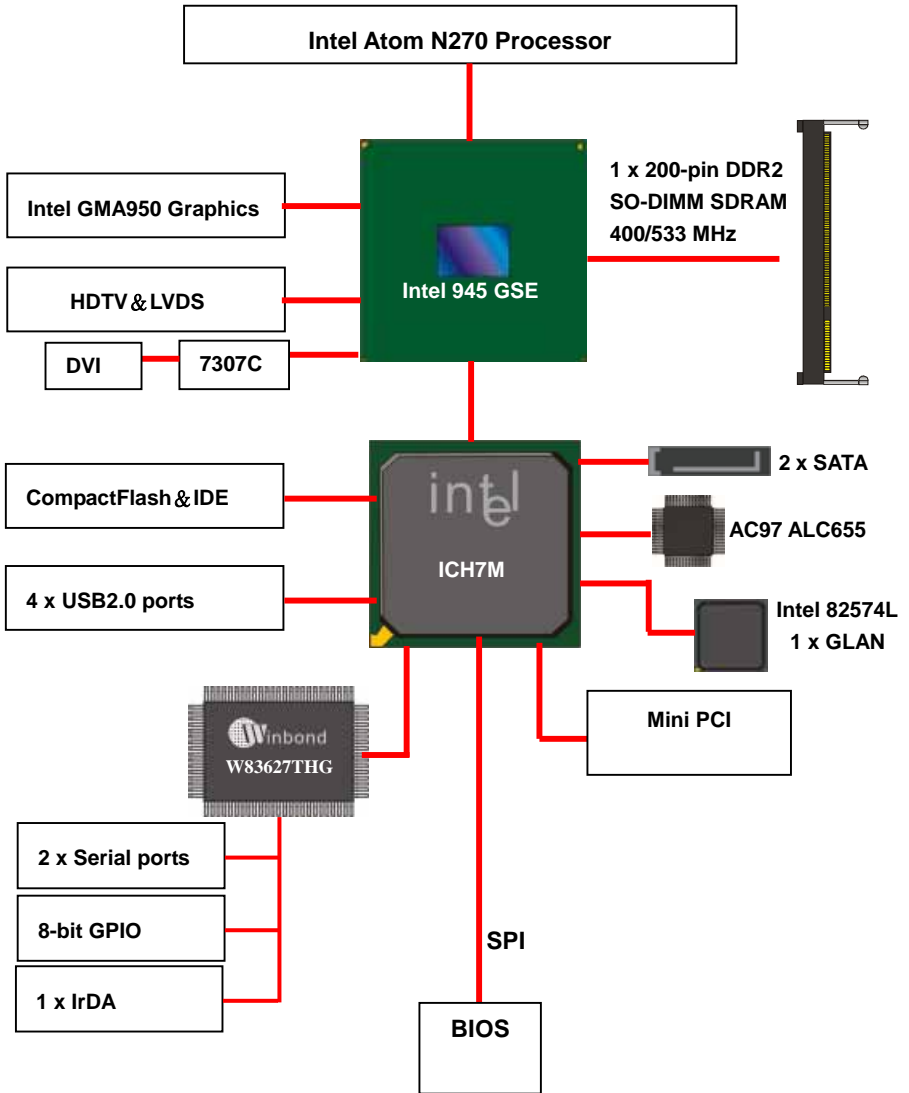 Intel Atom N270 Processor
1 x 200-pin DDR2
SO-DIMM SDRAM
400/533 MHz
Intel GMA950 Graphics
Intel 945 GSE
HDTV&LVDS
DVI
7307C
2 x SATA
CompactFlash&IDE
intel
AC97 ALC655
ICH7M
4 x USB2.0 ports
Intel 82574L
1 x GLAN
Mini PCI
Winbond
W83627THG
2 x Serial ports
8-bit GPIO
SPI
1 x IrDA
BIOS